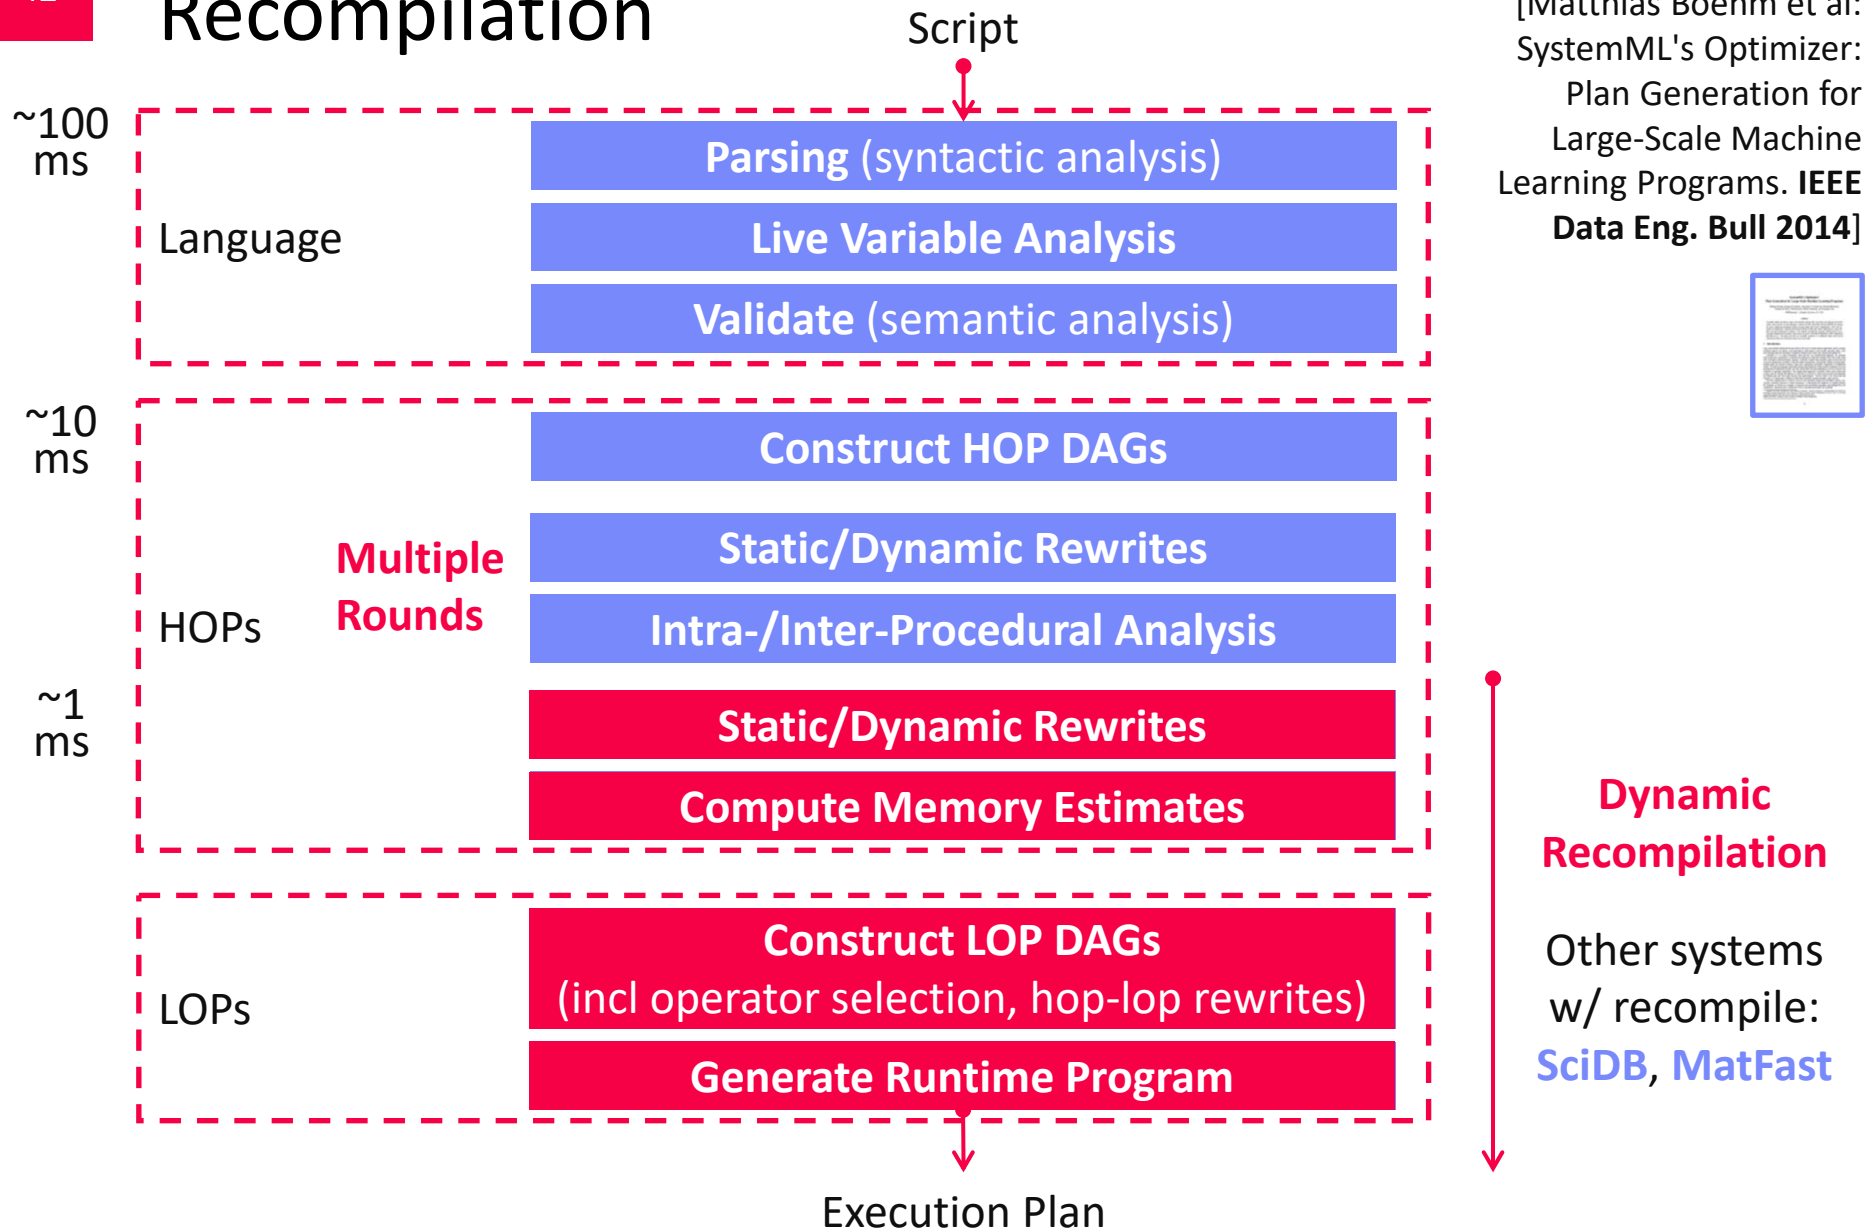 Recompilation
Script
[Matthias Boehm et al:
SystemML's Optimizer:
Plan Generation for
Large-Scale Machine
Learning Programs. IEEE
Data Eng. Bull 2014]
~100
ms
Language
Parsing (syntactic analysis)
Live Variable Analysis
Validate (semantic analysis)
~10
ms
HOPs
Multiple
Rounds
Construct HOP DAGs
Static/Dynamic Rewrites
Intra-/Inter-Procedural Analysis
~1
ms
Static/Dynamic Rewrites
Compute Memory Estimates
Dynamic
Recompilation
LOPs
Construct LOP DAGs
(incl operator selection, hop-lop rewrites)
Generate Runtime Program
Other systems
w/ recompile:
SciDB, MatFast
Execution Plan